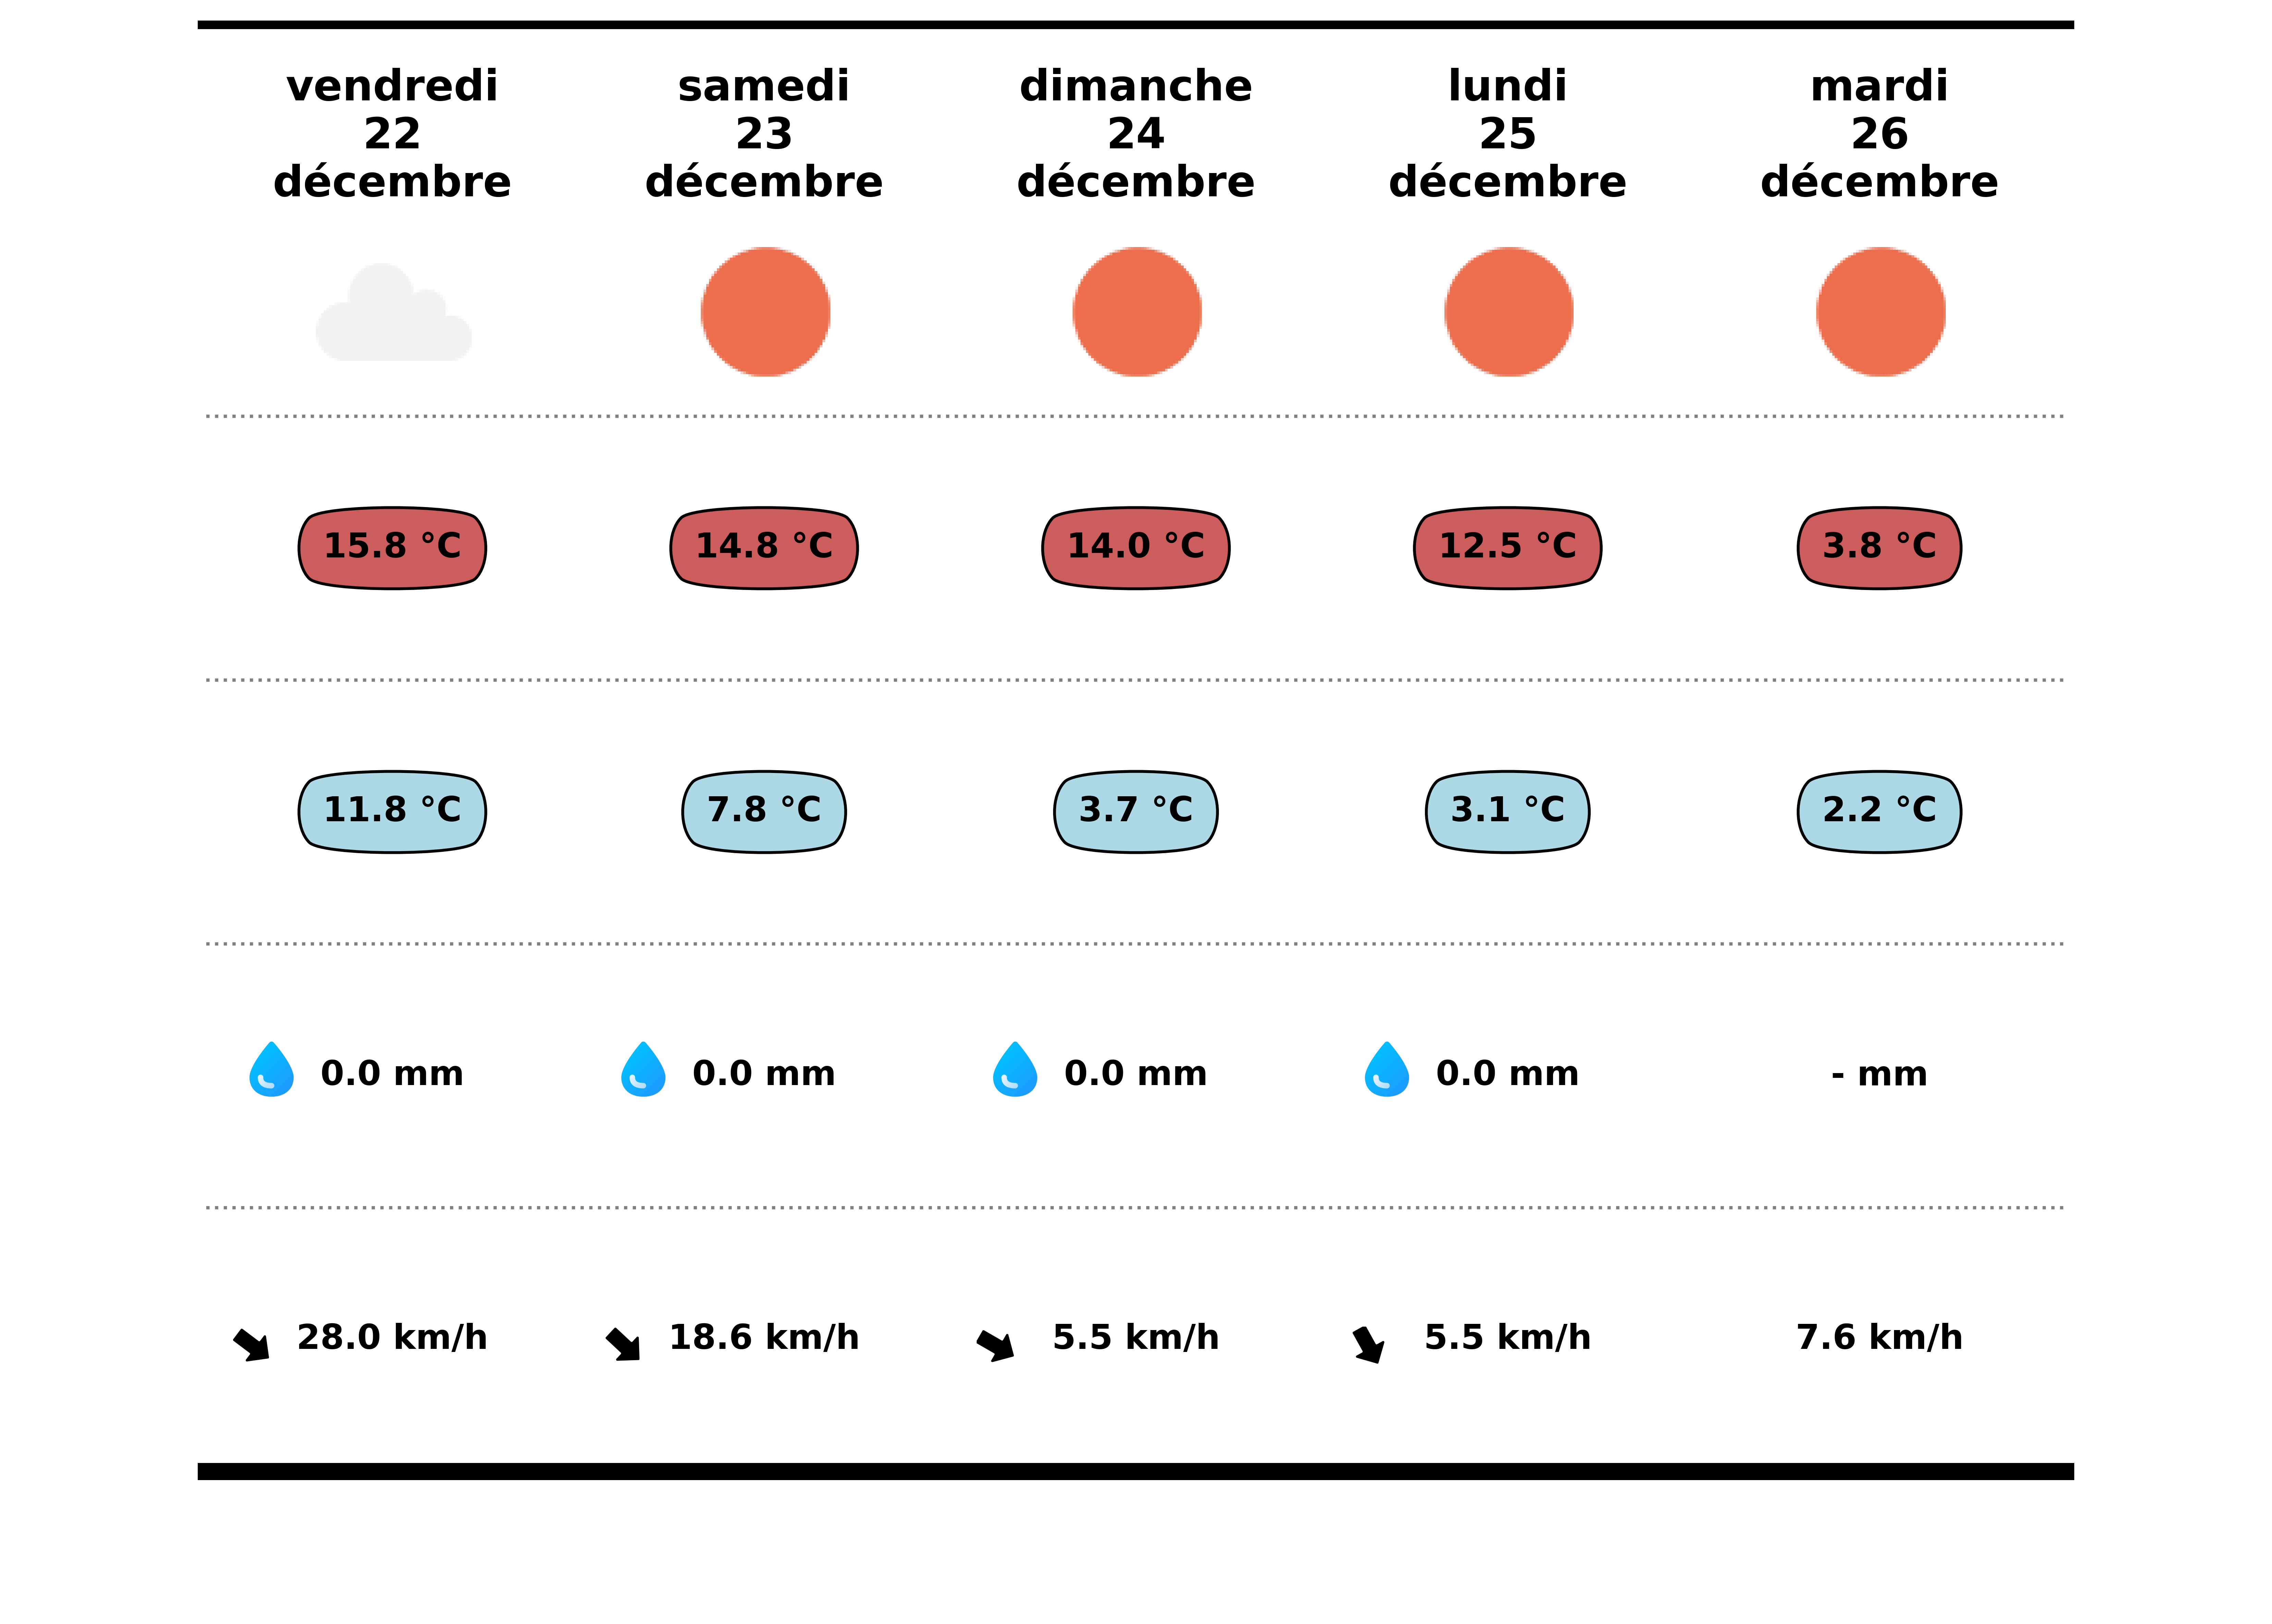 vendredi
22
décembre
samedi
23
décembre
dimanche
24
décembre
lundi
25
décembre
mardi
26
décembre
15.8 °C
14.8 °C
14.0 °C
12.5 °C
3.8 °C
11.8 °C
7.8 °C
3.7 °C
3.1 °C
2.2 °C
0.0 mm
0.0 mm
0.0 mm
0.0 mm
- mm
28.0 km/h
18.6 km/h
5.5 km/h
5.5 km/h
7.6 km/h